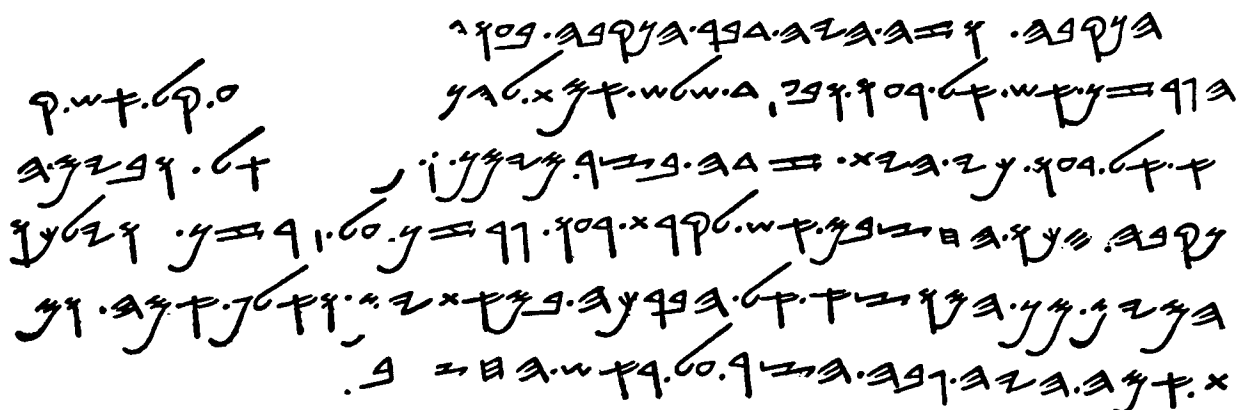 𐤄𐤍𐤒𐤁𐤄 . 𐤅𐤆𐤄.𐤄𐤉𐤄.𐤃𐤁𐤓.𐤄𐤍𐤒𐤁𐤄.𐤁𐤏𐤅𐤃
𐤄𐤂𐤓𐤆𐤍.𐤀𐤔.𐤀𐤋.𐤓𐤏𐤅.𐤅𐤁𐤏𐤅𐤃.𐤔𐤋𐤔.𐤀𐤌𐤕.𐤋𐤄𐤍 𐤏.𐤒𐤋.𐤀𐤔.𐤒
𐤀.𐤀𐤋.𐤓𐤏𐤅.𐤊𐤉.𐤄𐤉𐤕.𐤆𐤃𐤄.𐤁𐤑𐤓.𐤌𐤉𐤌𐤍. 𐤀𐤋.𐤅𐤁𐤉𐤌.𐤄
𐤍𐤒𐤁𐤄.𐤄𐤊𐤅.𐤄𐤇𐤑𐤁𐤌.𐤀𐤔.𐤋𐤒𐤓𐤕.𐤓𐤏𐤅.𐤂𐤓𐤆𐤍.𐤏𐤋.𐤂𐤓𐤆𐤍. 𐤅𐤉𐤋𐤊𐤅
𐤄𐤌𐤉𐤌.𐤌𐤍.𐤄𐤌𐤅𐤑𐤀.𐤀𐤋.𐤄𐤁𐤓𐤊𐤄.𐤁𐤌𐤀𐤕𐤉𐤌.𐤅𐤀𐤋𐤐.𐤀𐤌𐤄. 𐤅𐤌
𐤕.𐤀𐤌𐤄.𐤄𐤉𐤄.𐤂𐤁𐤄.𐤄𐤑𐤓.𐤏𐤋.𐤓𐤀𐤔.𐤄𐤇𐤑𐤁.